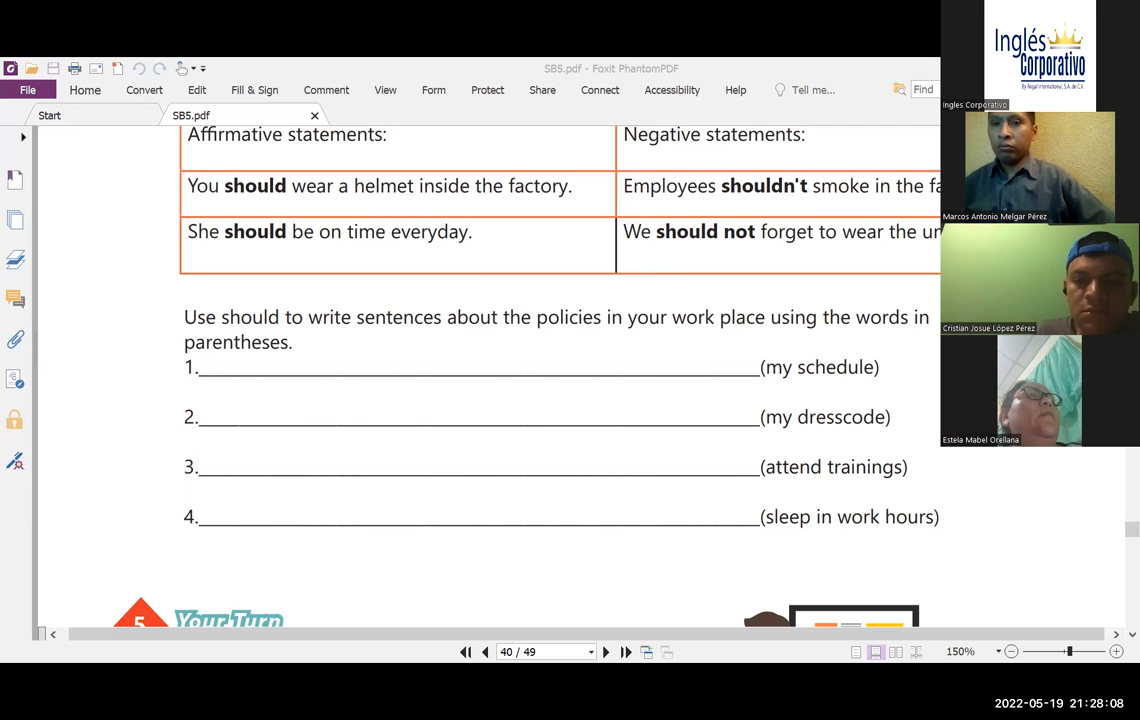 SB5.pdf - Foxit PhantomPDF
File Home Convert Edit Fill & Sign Comment View Form Protect Share Connect Accessibility Help Tell me... Find
Start SB5.pdf
Affirmative statements: Negative statements:
You should wear a helmet inside the factory. Employees shouldn't smoke in the
She should be on time everyday. We should not forget to wear the
Use should to write sentences about the policies in your work place using the words in
parentheses.
1. (my schedule)
2. (my dresscode)
3. (attend trainings)
4. (sleep in work hours)
5 Your Turn
40 / 49 150%
Inglés
Corporativo
By Regal International, S.A. de C.V.
Ingles Corporativo
Marcos Antonio Melgar Pérez
Cristian Josue López Pérez
Estela Mabel Orellana
2022-05-19 21:28:08